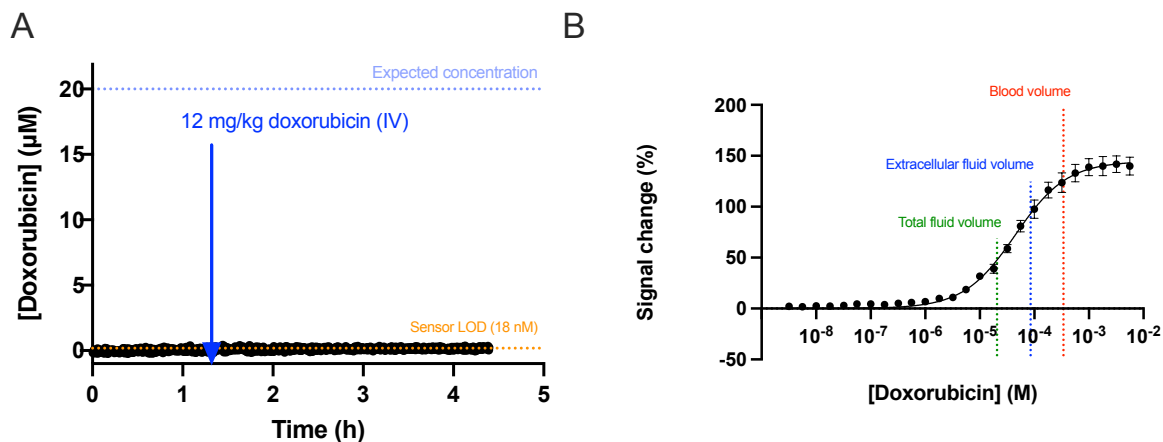 A
Expected concentration
12 mg/kg doxorubicin (IV)
Sensor LOD (18 nM)
[Doxorubicin] (µM)
20
15
10
5
0
0
1
2
3
4
5
Time (h)
B
Blood volume
Extracellular fluid volume
Total fluid volume
Signal change (%)
200
150
100
50
0
-50
10-8
10-7
10-6
10-5
10-4
10-3
10-2
[Doxorubicin] (M)